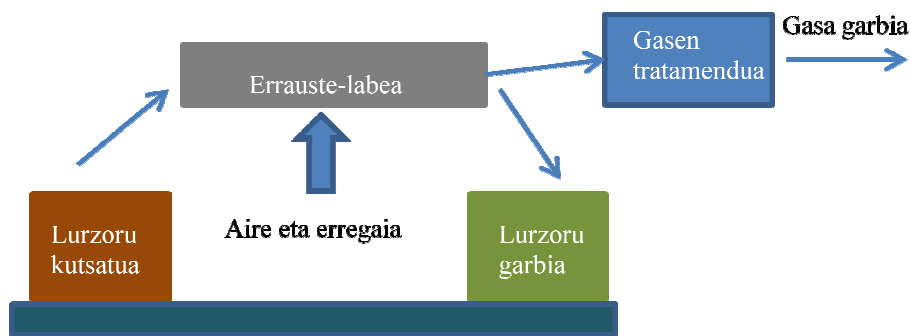 Gasa garbia
Gasen
tratamendua
Errauste-labea
Aire eta erregaia
Lurzoru
kutsatua
Lurzoru
garbia